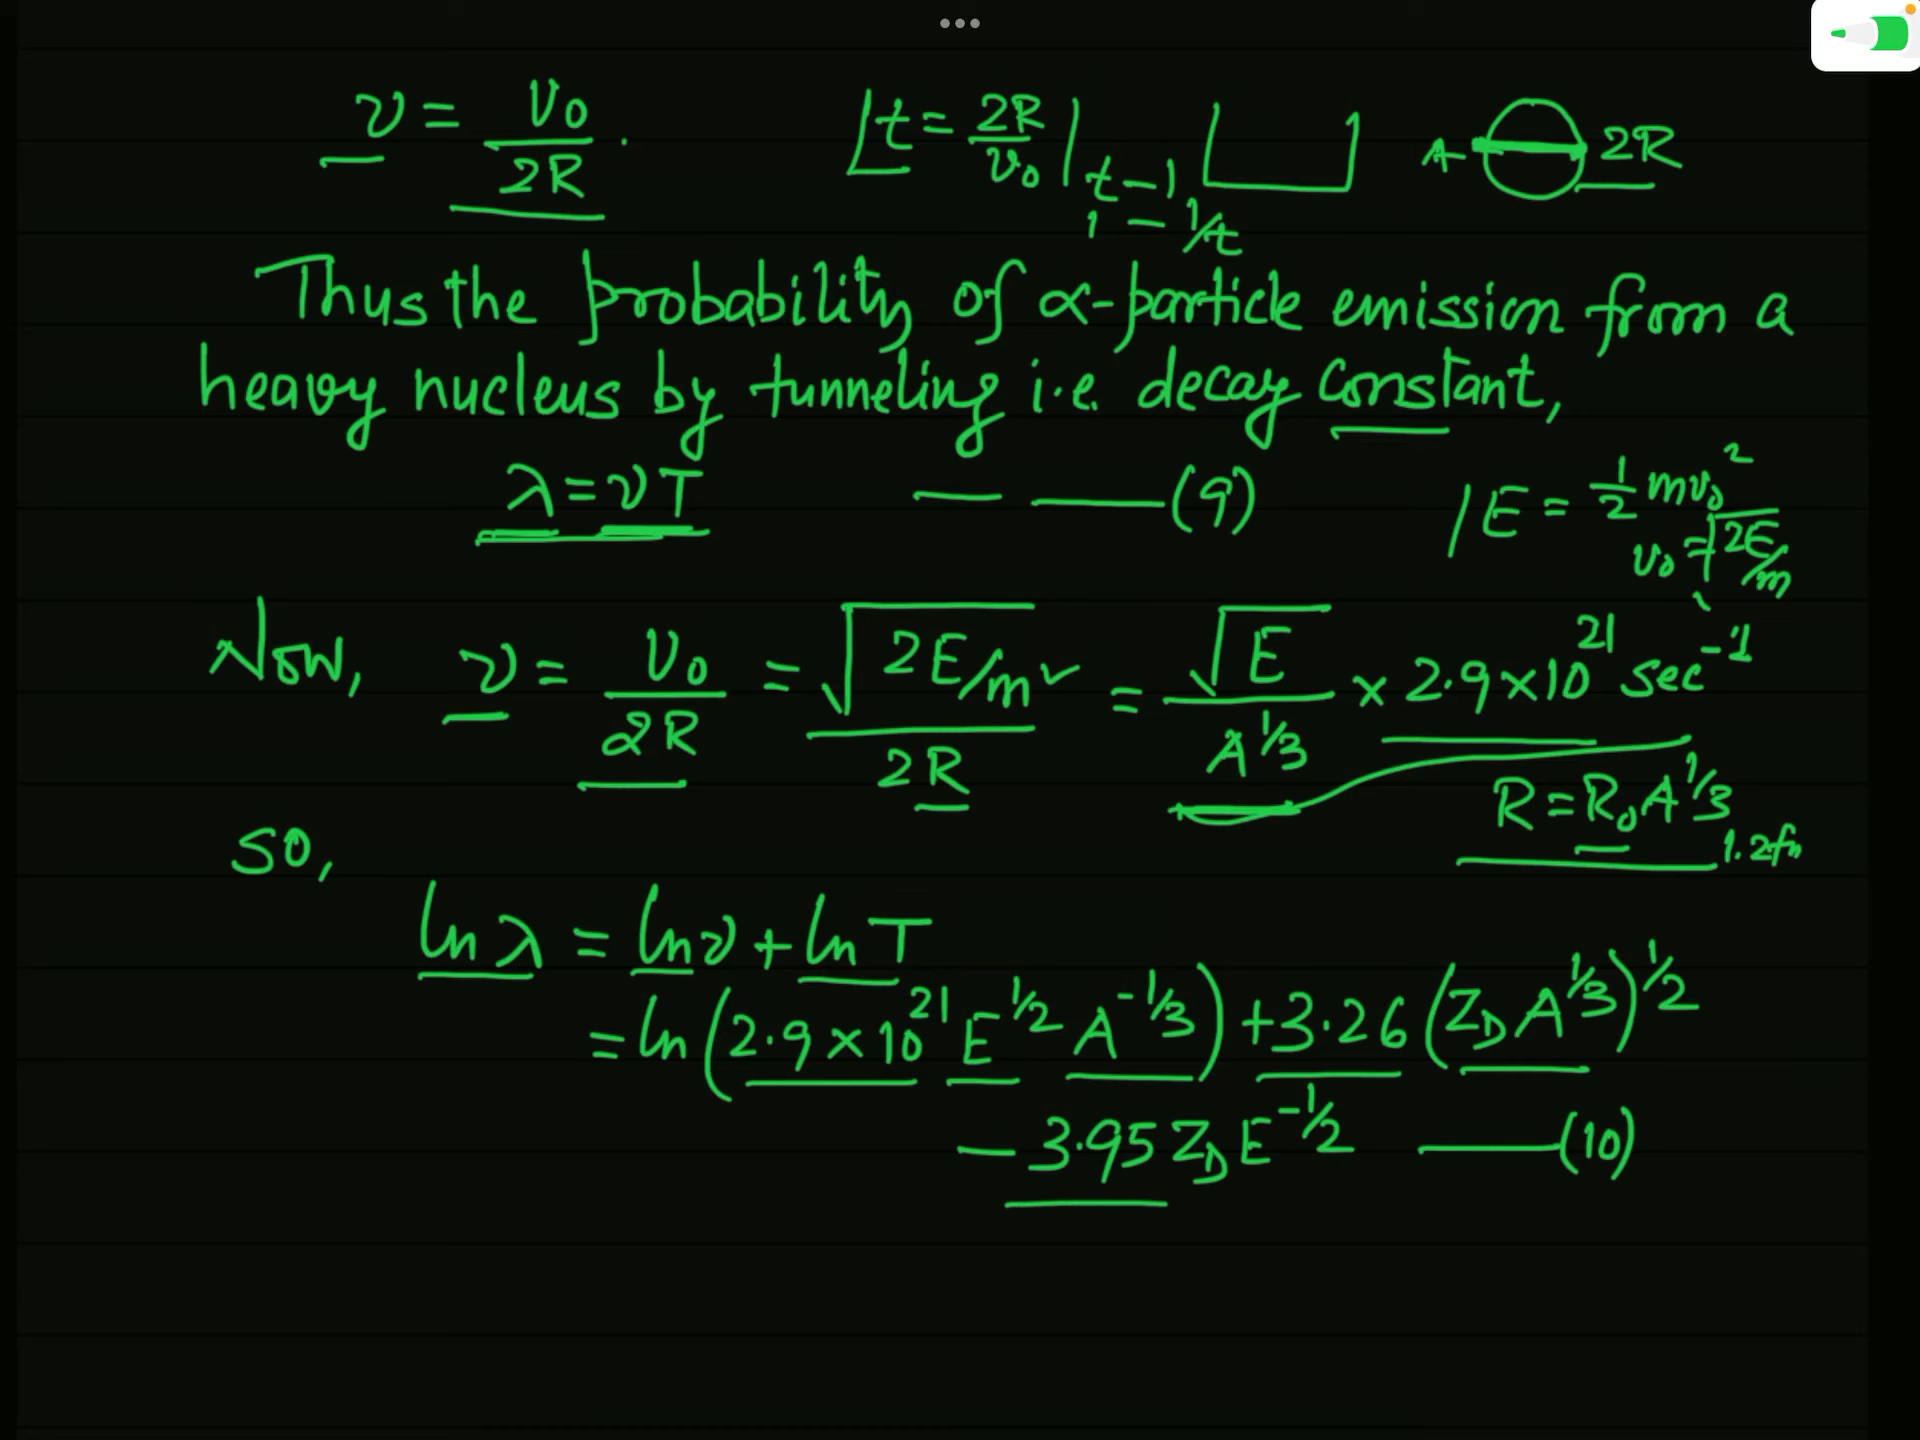 ν = v₀/2R . |t = 2R/v₀| A 2R
t – 1
1 – 1/t
Thus the probability of α-particle emission from a
heavy nucleus by tunneling i.e. decay constant,
λ = νT — —— (9) / E = 1/2 mv₀²
v₀ = √2E/m
Now, ν = v₀/2R = √2E/m / 2R = √E/A^1/3 × 2.9×10^21 sec^-1
R = R₀A^1/3
1.2fm
so,
ln λ = ln ν + ln T
= ln (2.9×10^21 E^1/2 A^-1/3) + 3.26 (Z_D A^1/3)^1/2
– 3.95 Z_D E^-1/2 —— (10)